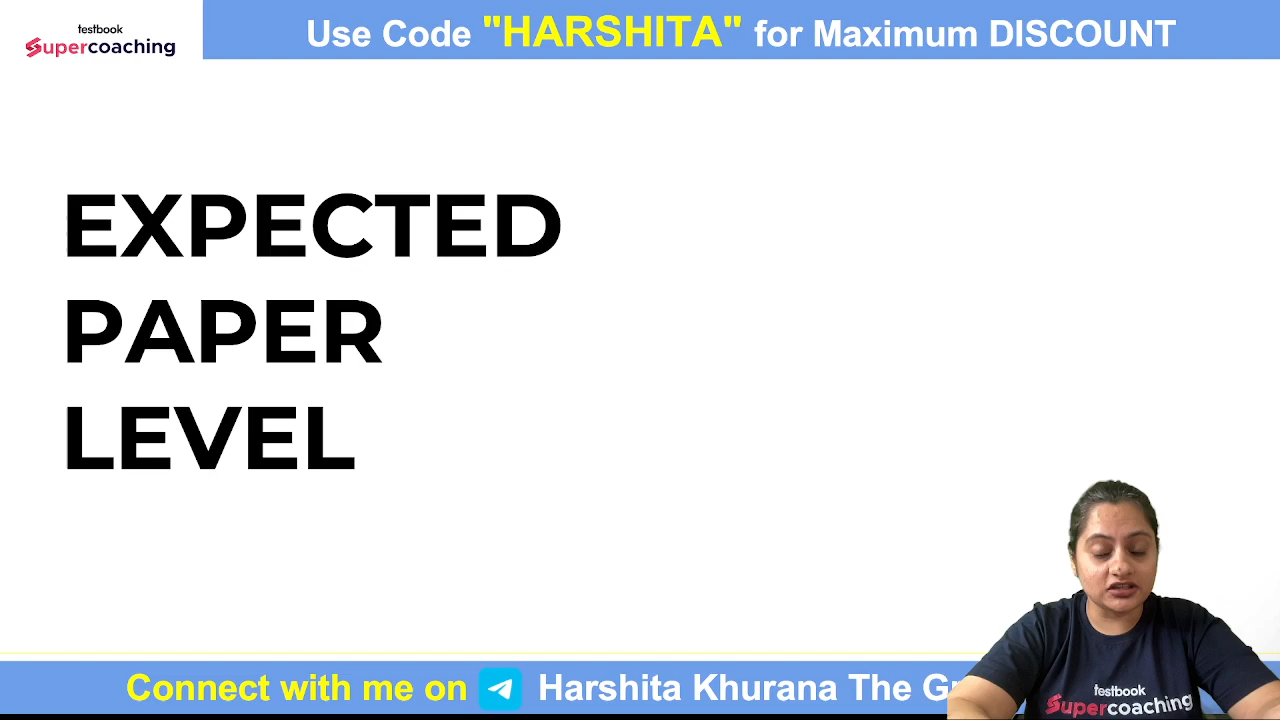 testbook
Supercoaching
Use Code "HARSHITA" for Maximum DISCOUNT
EXPECTED
PAPER
LEVEL
Connect with me on Harshita Khurana The
testbook
Supercoaching